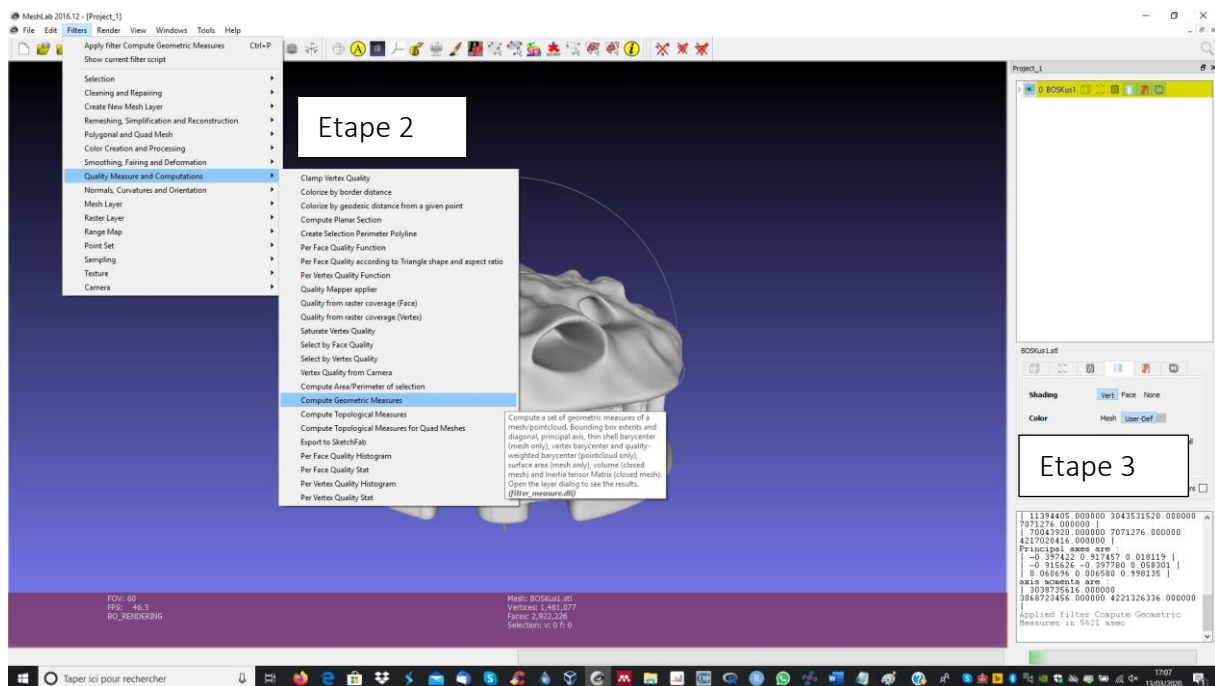 MeshLab 2016.12 - [Project_1]
File Edit Filters Render View Windows Tools Help
Apply filter Compute Geometric Measures Ctrl+P
Show current filter script
Selection
Cleaning and Repairing
Create New Mesh Layer
Remeshing, Simplification and Reconstruction
Polygonal and Quad Mesh
Color Creation and Processing
Smoothing, Fairing and Deformation
Quality Measure and Computations
Normals, Curvatures and Orientation
Mesh Layer
Raster Layer
Range Map
Point Set
Sampling
Texture
Camera
Etape 2
Clamp Vertex Quality
Colorize by border distance
Colorize by geodesic distance from a given point
Compute Planar Section
Create Selection Perimeter Polyline
Per Face Quality Function
Per Face Quality according to Triangle shape and aspect ratio
Per Vertex Quality Function
Quality Mapper applier
Quality from raster coverage (Face)
Quality from raster coverage (Vertex)
Saturate Vertex Quality
Select by Face Quality
Select by Vertex Quality
Vertex Quality from Camera
Compute Area/Perimeter of selection
Compute Geometric Measures
Compute Topological Measures
Compute Topological Measures for Quad Meshes
Export to SketchFab
Per Face Quality Histogram
Per Face Quality Stat
Per Vertex Quality Histogram
Per Vertex Quality Stat
Compute a set of geometric measures of a
mesh/pointcloud. Bounding box extents and
diagonal, principal axis, thin shell barycenter
(mesh only), vertex barycenter and quality-
weighted barycenter (pointcloud only),
surface area (mesh only), volume (closed
mesh) and Inertia tensor Matrix (closed mesh).
Open the layer dialog to see the results.
(filter_measure.dll)
Project_1
0 BOSKus1
BOSKus1.stl
Shading Vert Face None
Color Mesh User-Def
Etape 3
| 11394405.000000 3043531520.000000
7071276.000000 |
| 70043920.000000 7071276.000000
4217020416.000000 |
Principal axes are :
| -0.397422 0.917457 0.018119 |
| -0.915626 -0.397780 0.058301 |
| 0.060696 0.006580 0.998135 |
axis moments are :
| 3038735616.000000
3068723456.000000 4221326336.000000
|
Applied filter Compute Geometric
Measures in 5621 msec
FOV: 60
FPS: 46.3
BO_RENDERING
Mesh: BOSKus1.stl
Vertices: 1,461,077
Faces: 2,922,226
Selection: v: 0 f: 0
Taper ici pour rechercher
17:07
13/03/2020